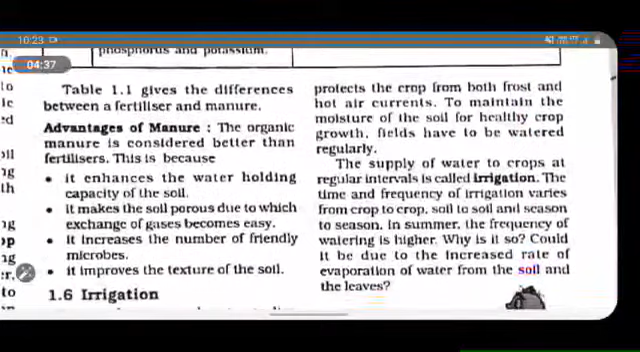 10:23
04:37
phosphorus and potassium.
Table 1.1 gives the differences
between a fertiliser and manure.
Advantages of Manure : The organic
manure is considered better than
fertilisers. This is because
• it enhances the water holding
capacity of the soil.
• it makes the soil porous due to which
exchange of gases becomes easy.
• it increases the number of friendly
microbes.
• it improves the texture of the soil.
1.6 Irrigation
protects the crop from both frost and
hot air currents. To maintain the
moisture of the soil for healthy crop
growth, fields have to be watered
regularly.
The supply of water to crops at
regular intervals is called irrigation. The
time and frequency of irrigation varies
from crop to crop, soil to soil and season
to season. In summer, the frequency of
watering is higher. Why is it so? Could
it be due to the increased rate of
evaporation of water from the soil and
the leaves?